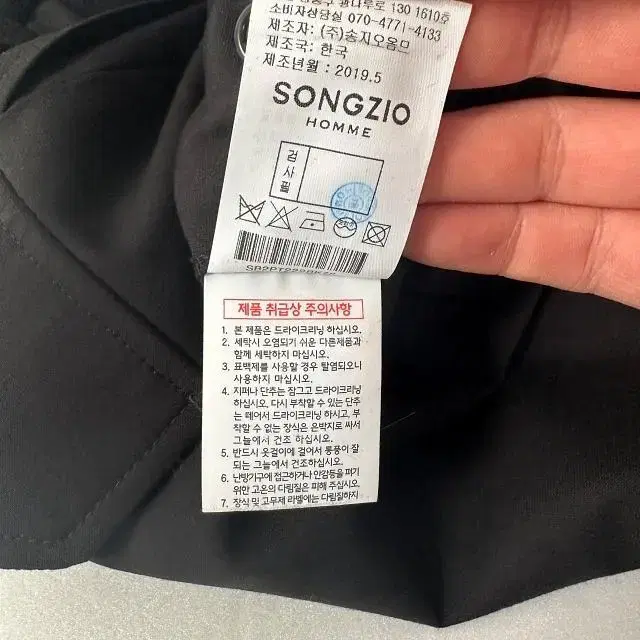 소비자상담실 070-4771-4133
제조자: (주)송지오옴므
제조국: 한국
제조년월: 2019.5
SONGZIO
HOMME
검사필
제품 취급상 주의사항
1. 본 제품은 드라이크리닝 하십시오.
2. 세탁시 오염되기 쉬운 다른제품과
함께 세탁하지 마십시오.
3. 표백제를 사용할 경우 탈염되오니
사용하지 마십시오.
4. 지퍼나 단추는 잠그고 드라이크리닝
하십시오. 다시 부착할 수 있는 단추
는 떼어서 드라이크리닝 하시고, 부
착할 수 없는 장식은 은박지로 싸서
그늘에서 건조 하십시오.
5. 반드시 옷걸이에 걸어서 통풍이 잘
되는 그늘에서 건조하십시오.
6. 난방기구에 접근하거나 안감등을 펴기
위한 고온의 다림질은 피해 주십시오.
7. 장식 및 고무제 라벨에는 다림질하지